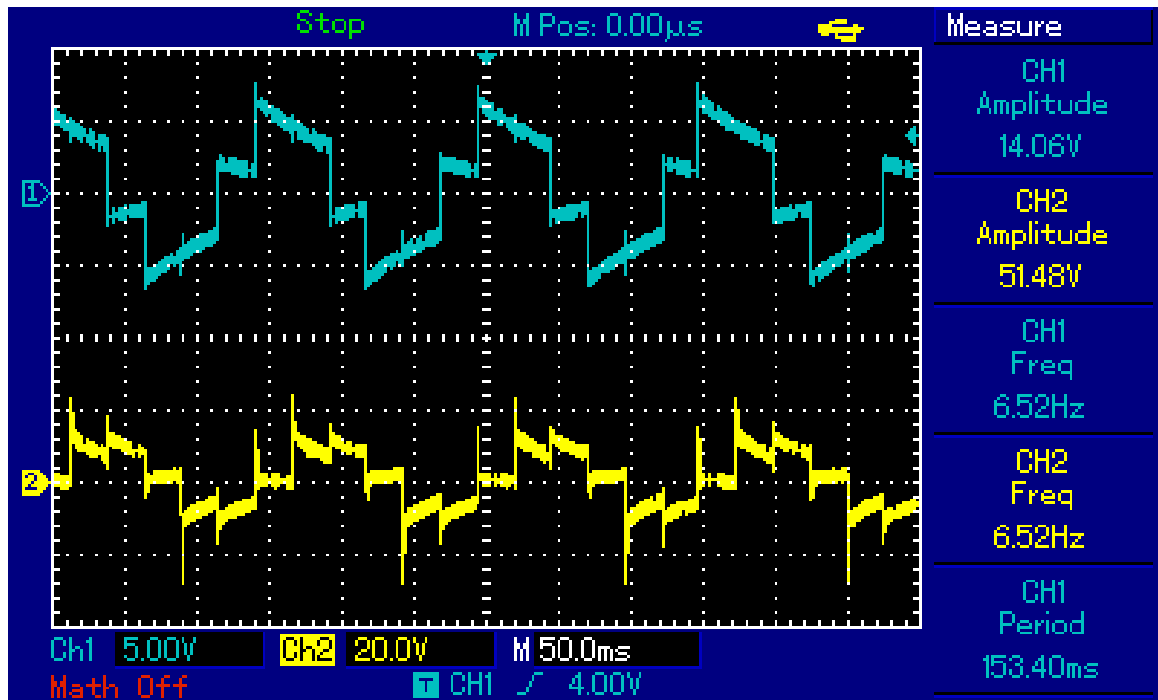 Stop M Pos: 0.00µs
Measure
CH1
Amplitude
14.06V
CH2
Amplitude
51.48V
CH1
Freq
6.52Hz
CH2
Freq
6.52Hz
CH1
Period
153.40ms
1
2
Ch1 5.00V Ch2 20.0V M 50.0ms
Math Off T CH1 4.00V